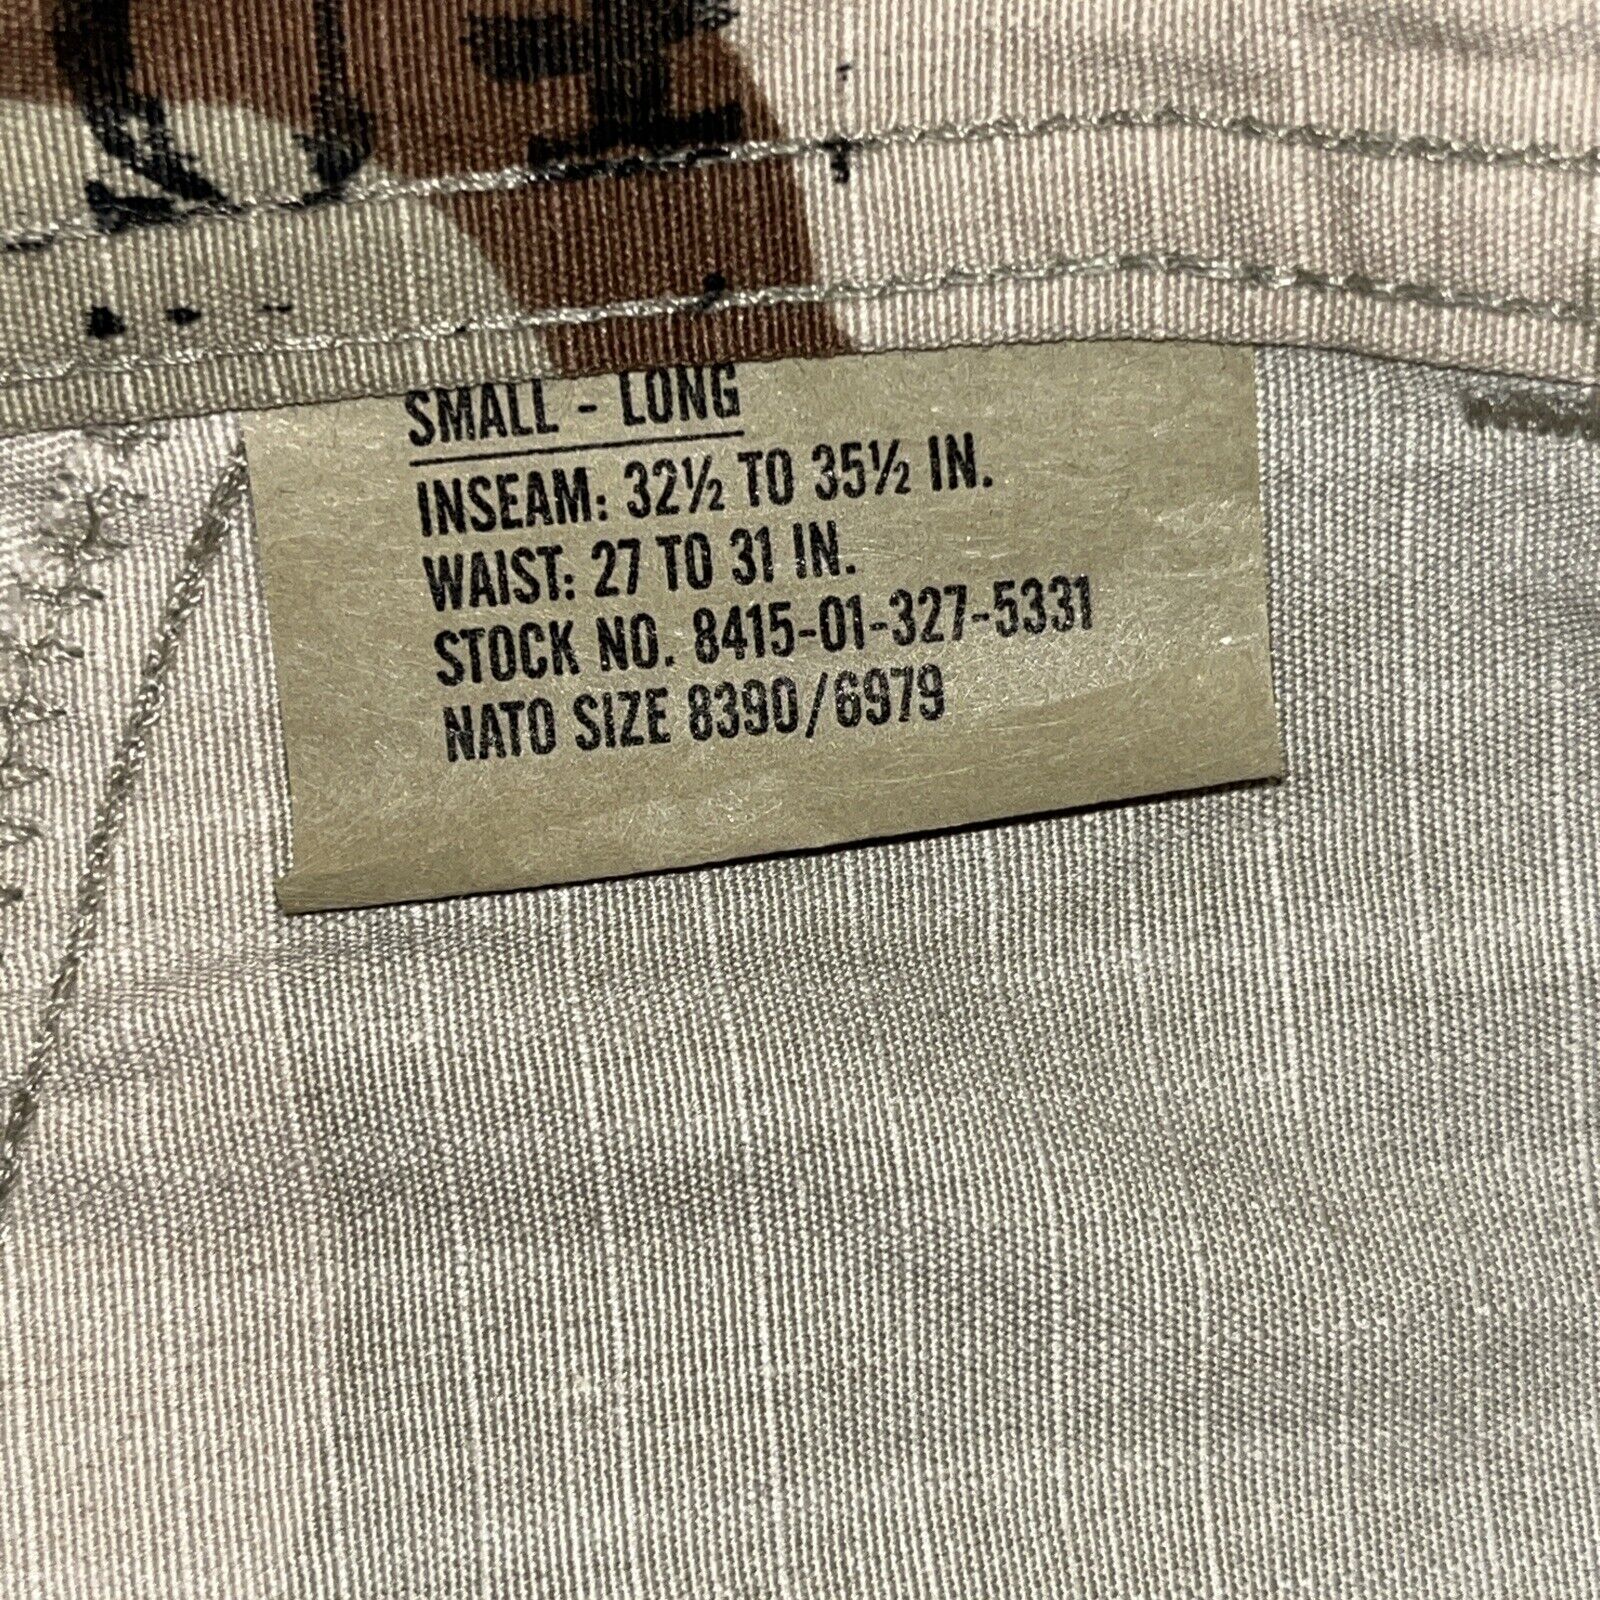 SMALL - LONG
INSEAM: 32½ TO 35½ IN.
WAIST: 27 TO 31 IN.
STOCK NO. 8415-01-327-5331
NATO SIZE 8390/6979